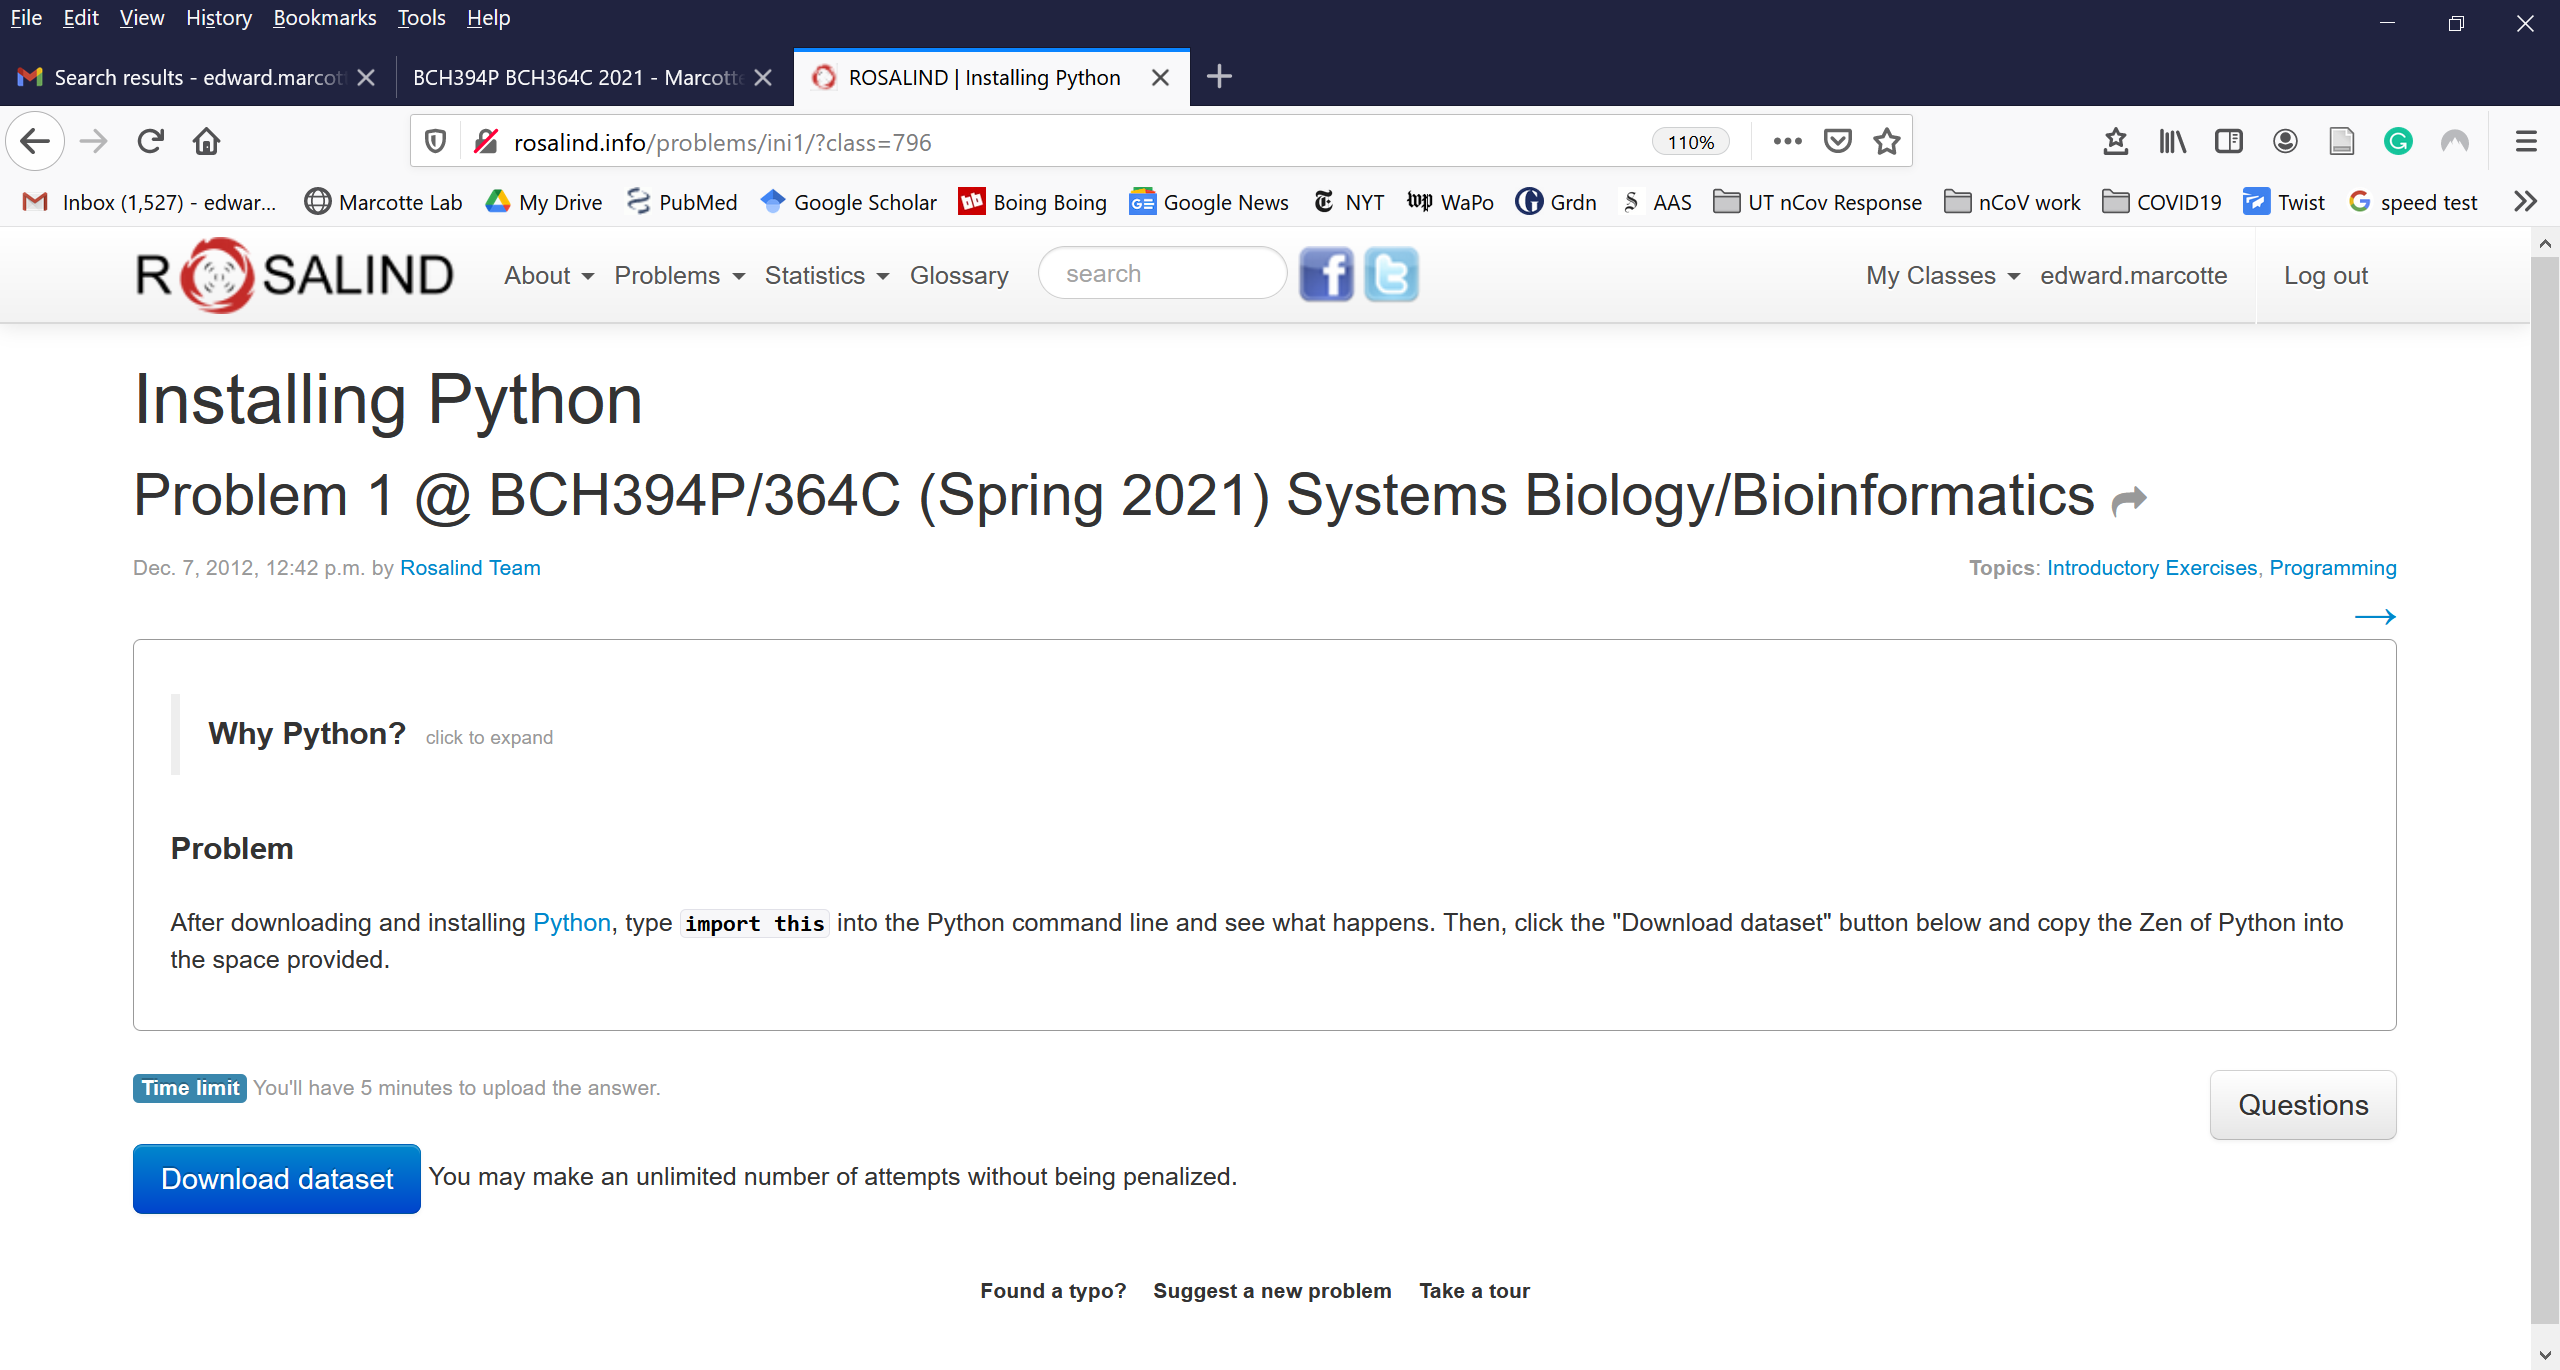 File Edit View History Bookmarks Tools Help
Search results - edward.marcot
BCH394P BCH364C 2021 - Marcotte
ROSALIND | Installing Python
rosalind.info/problems/ini1/?class=796
110%
Inbox (1,527) - edwar...
Marcotte Lab
My Drive
PubMed
Google Scholar
Boing Boing
Google News
NYT
WaPo
Grdn
AAS
UT nCov Response
nCoV work
COVID19
Twist
speed test
ROSALIND
About
Problems
Statistics
Glossary
search
My Classes
edward.marcotte
Log out
Installing Python
Problem 1 @ BCH394P/364C (Spring 2021) Systems Biology/Bioinformatics
Dec. 7, 2012, 12:42 p.m. by Rosalind Team
Topics: Introductory Exercises, Programming
→
Why Python? click to expand
Problem
After downloading and installing Python, type import this into the Python command line and see what happens. Then, click the "Download dataset" button below and copy the Zen of Python into
the space provided.
Time limit You'll have 5 minutes to upload the answer.
Questions
Download dataset You may make an unlimited number of attempts without being penalized.
Found a typo? Suggest a new problem Take a tour